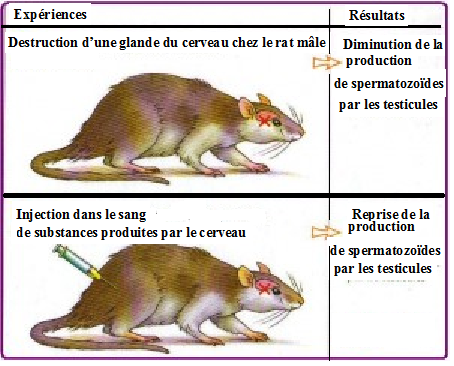 Expériences
Résultats
Destruction d'une glande du cerveau chez le rat mâle
Diminution de la
production
de spermatozoïdes
par les testicules
Injection dans le sang
de substances produites par le cerveau
Reprise de la
production
de spermatozoïdes
par les testicules